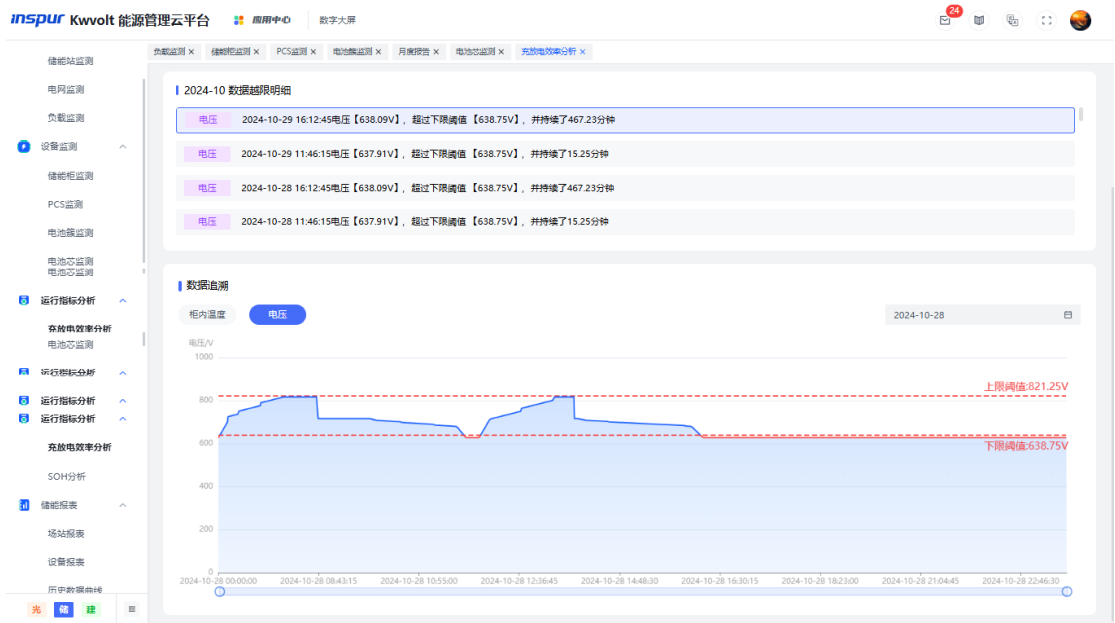 inspur Kwvolt 能源管理云平台 应用中心 数字大屏 24
负载监测 × 储能柜监测 × PCS监测 × 电池簇监测 × 月度报告 × 电池芯监测 × 充放电效率分析 ×
储能站监测
电网监测
负载监测
设备监测
储能柜监测
PCS监测
电池簇监测
电池芯监测
电池芯监测
运行指标分析
充放电效率分析
电池芯监测
运行指标分析
运行指标分析
运行指标分析
充放电效率分析
SOH分析
储能报表
场站报表
设备报表
历史数据曲线
光 储 建
2024-10 数据越限明细
电压 2024-10-29 16:12:45电压【638.09V】, 超过下限阈值 【638.75V】, 并持续了467.23分钟
电压 2024-10-29 11:46:15电压【637.91V】, 超过下限阈值 【638.75V】, 并持续了15.25分钟
电压 2024-10-28 16:12:45电压【638.09V】, 超过下限阈值 【638.75V】, 并持续了467.23分钟
电压 2024-10-28 11:46:15电压【637.91V】, 超过下限阈值 【638.75V】, 并持续了15.25分钟
数据追溯
柜内温度 电压 2024-10-28
电压/V
1000
上限阈值:821.25V
800
600
下限阈值:638.75V
400
200
0
2024-10-28 00:00:00 2024-10-28 08:43:15 2024-10-28 10:55:00 2024-10-28 12:36:45 2024-10-28 14:48:30 2024-10-28 16:30:15 2024-10-28 18:23:00 2024-10-28 21:04:45 2024-10-28 22:46:30